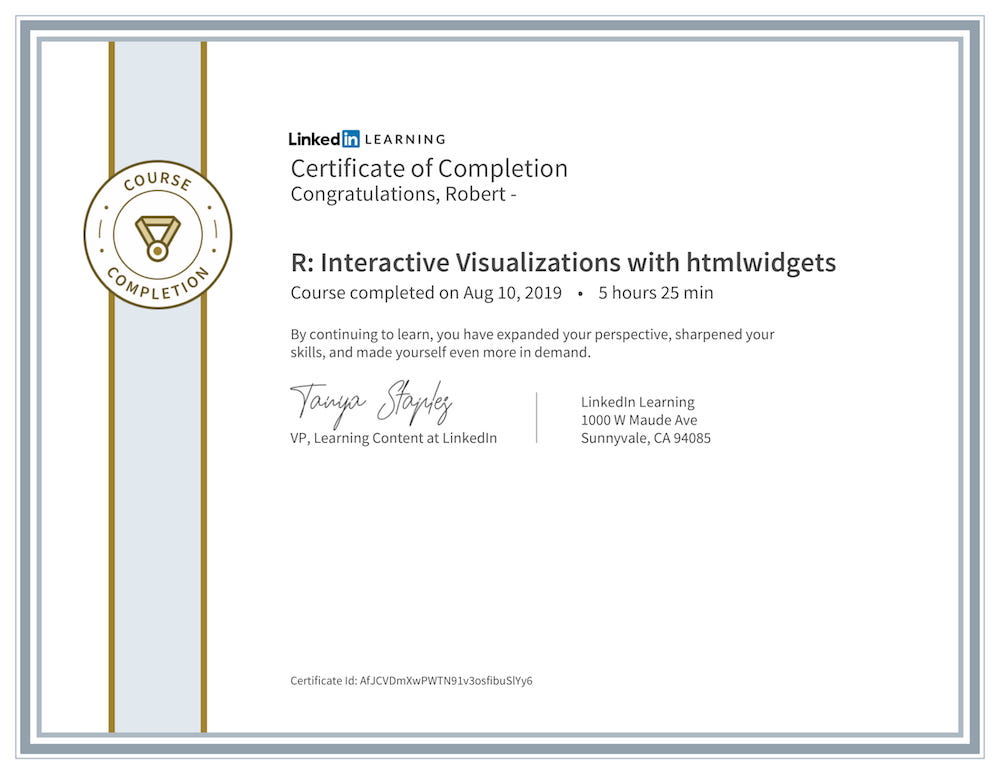 COURSE
COMPLETION
Linked in LEARNING
Certificate of Completion
Congratulations, Robert -
R: Interactive Visualizations with htmlwidgets
Course completed on Aug 10, 2019 • 5 hours 25 min
By continuing to learn, you have expanded your perspective, sharpened your
skills, and made yourself even more in demand.
Tanya Staples
VP, Learning Content at LinkedIn
LinkedIn Learning
1000 W Maude Ave
Sunnyvale, CA 94085
Certificate Id: AfJCVDmXwPWTN91v3osfibuSlYy6